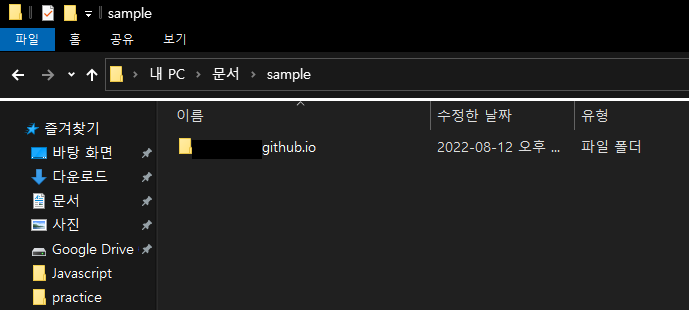 sample
파일 홈 공유 보기
내 PC 문서 sample
이름 수정한 날짜 유형
github.io 2022-08-12 오후 ... 파일 폴더
즐겨찾기
바탕 화면
다운로드
문서
사진
Google Drive
Javascript
practice